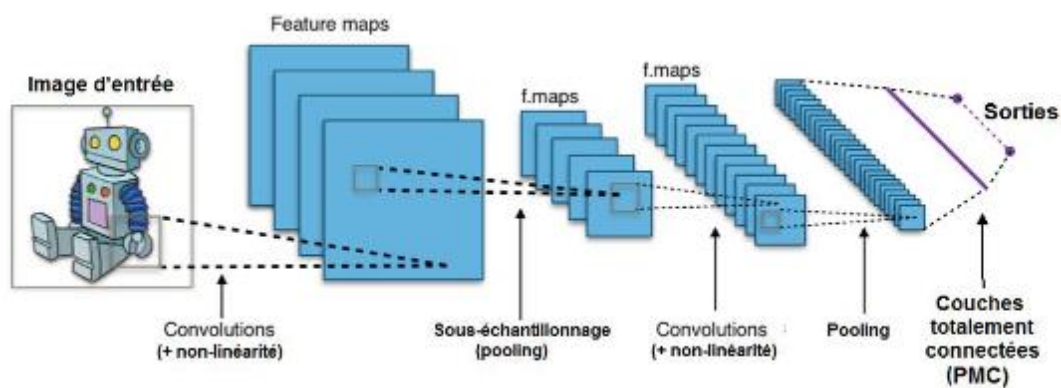 Feature maps
Image d'entrée
f.maps
f.maps
Sorties
Convolutions
(+ non-linéarité)
Sous-échantillonnage
(pooling)
Convolutions
(+ non-linéarité)
Pooling
Couches
totalement
connectées
(PMC)